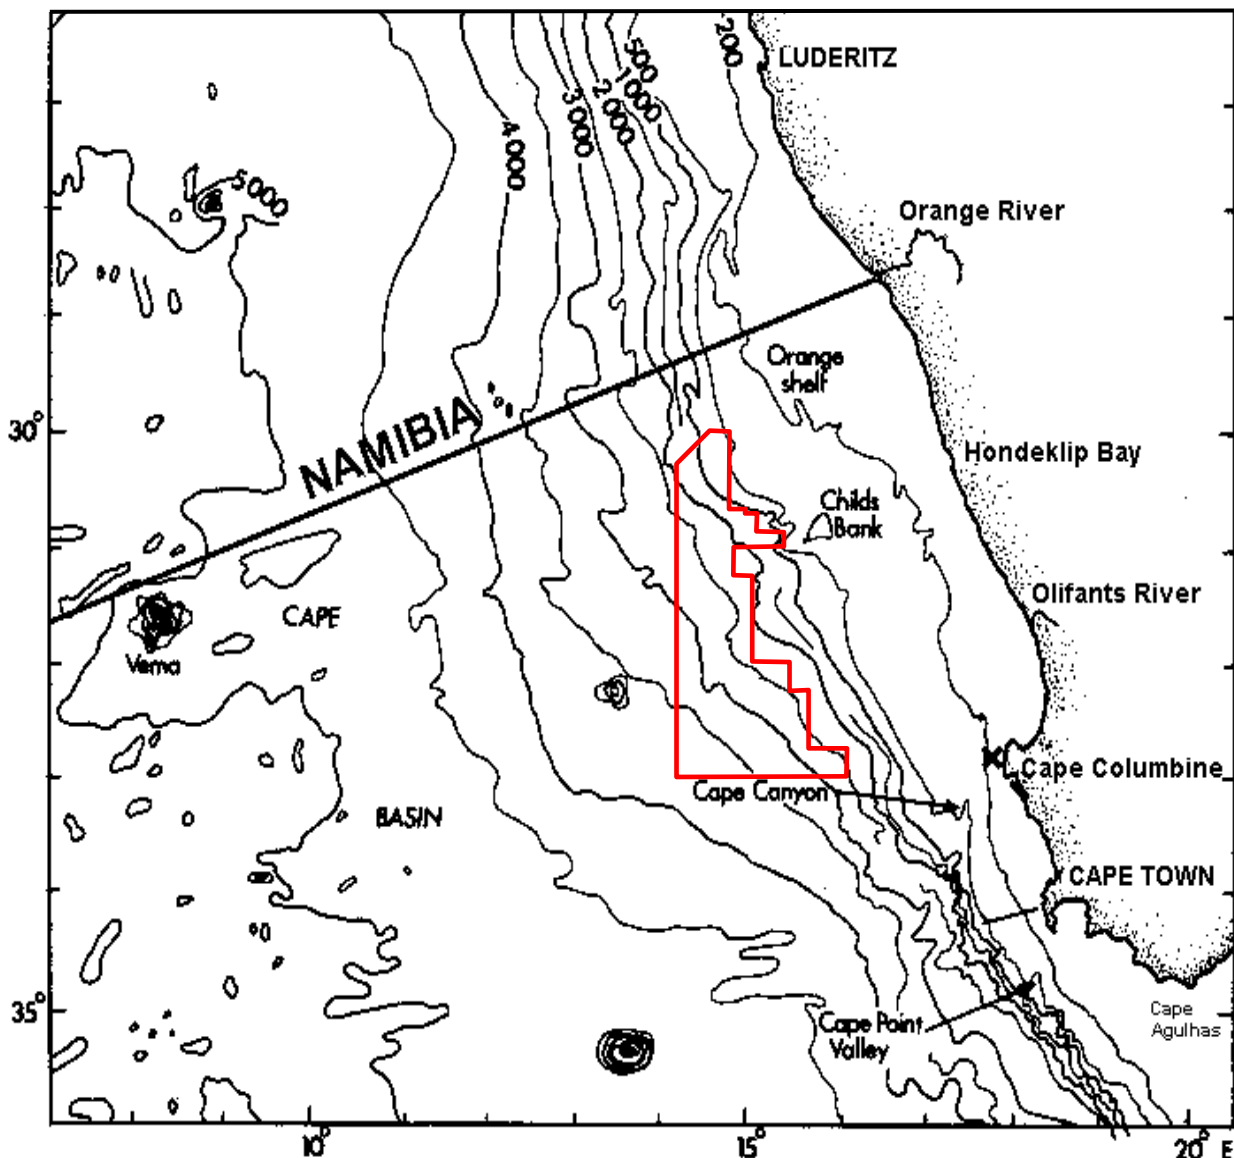 200
500
1000
2000
3000
4000
LUDERITZ
5000
Orange River
Orange
shelf
30°
NAMIBIA
Hondeklip Bay
Childs
Bank
Olifants River
CAPE
Vema
Cape Columbine
Cape Canyon
BASIN
CAPE TOWN
35°
Cape Point
Valley
Cape
Agulhas
10°
15°
20° E